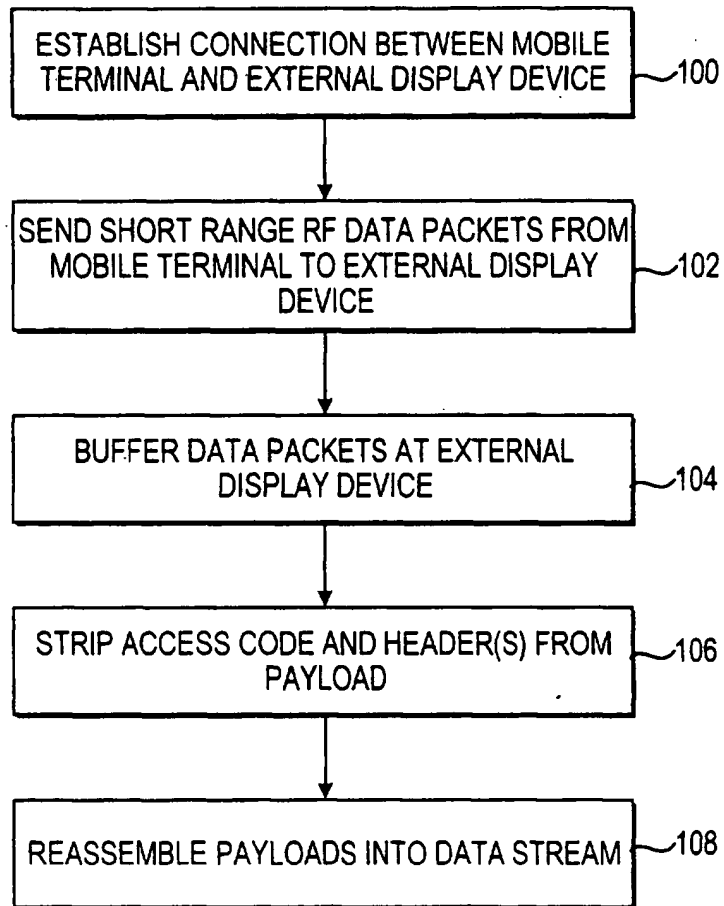 ESTABLISH CONNECTION BETWEEN MOBILE
TERMINAL AND EXTERNAL DISPLAY DEVICE
100
SEND SHORT RANGE RF DATA PACKETS FROM
MOBILE TERMINAL TO EXTERNAL DISPLAY
DEVICE
102
BUFFER DATA PACKETS AT EXTERNAL
DISPLAY DEVICE
104
STRIP ACCESS CODE AND HEADER(S) FROM
PAYLOAD
106
REASSEMBLE PAYLOADS INTO DATA STREAM
108